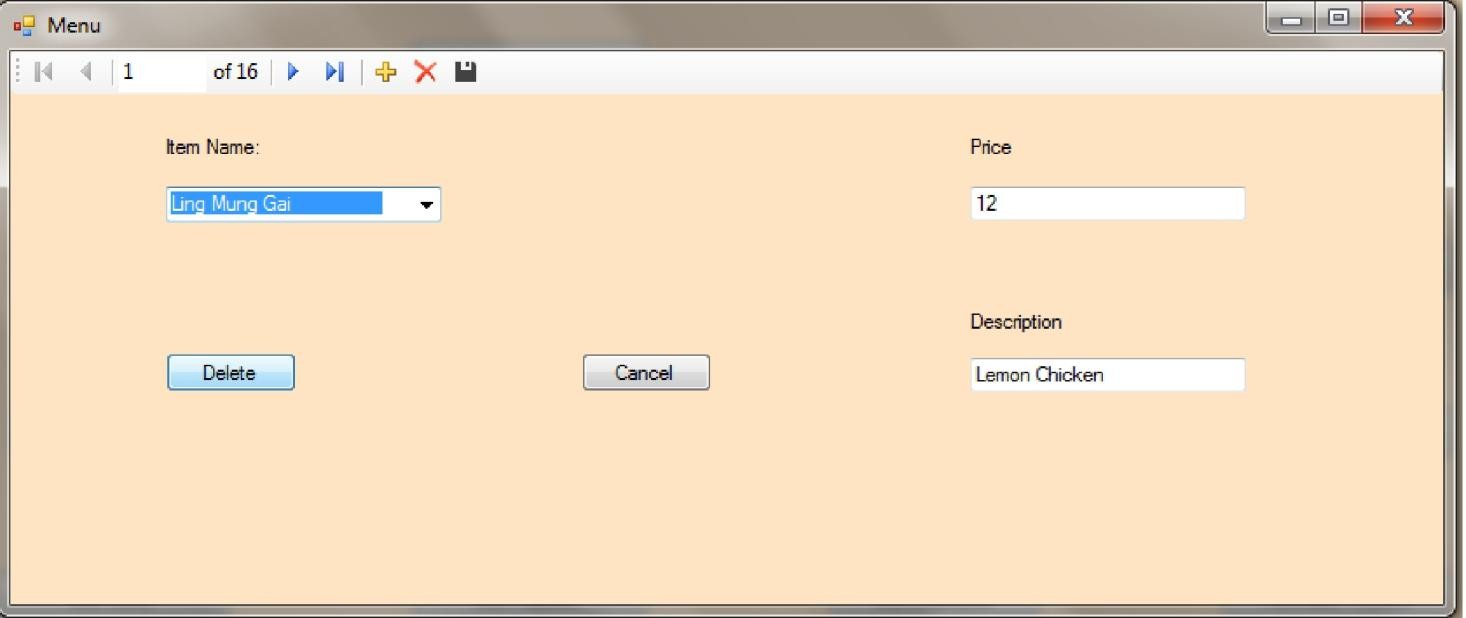 Menu
1 of 16
Item Name:
Price
Ling Mung Gai
12
Description
Delete
Cancel
Lemon Chicken